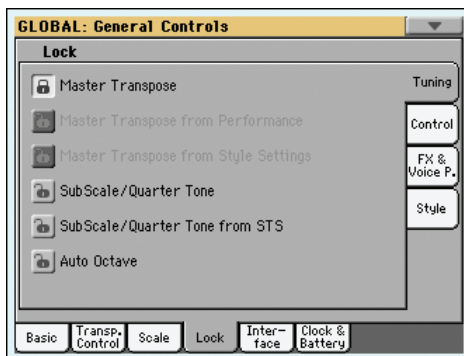 GLOBAL: General Controls
Lock
Master Transpose
Master Transpose from Performance
Master Transpose from Style Settings
SubScale/Quarter Tone
SubScale/Quarter Tone from STS
Auto Octave
Tuning
Control
FX &
Voice P.
Style
Basic
Transp.
Control
Scale
Lock
Inter-
face
Clock &
Battery